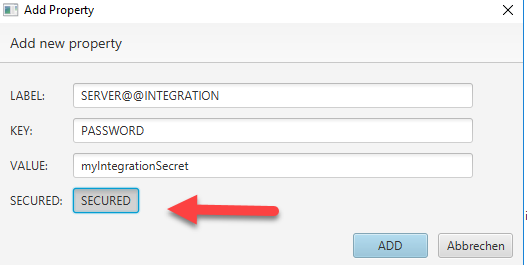 Add Property
Add new property
LABEL: SERVER@@INTEGRATION
KEY: PASSWORD
VALUE: myIntegrationSecret
SECURED: SECURED
ADD Abbrechen